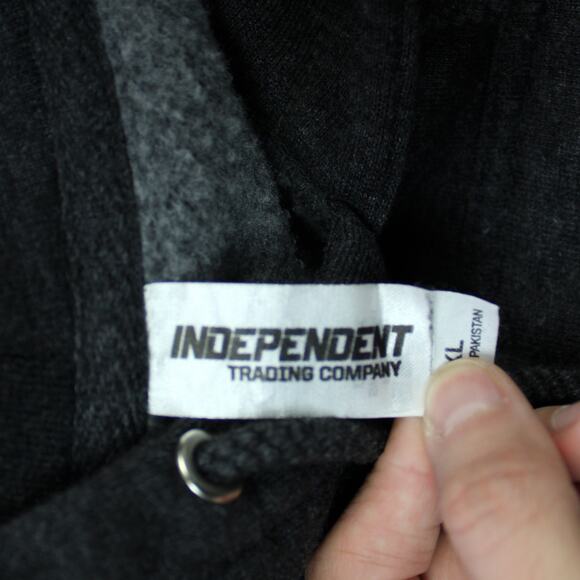 INDEPENDENT
TRADING COMPANY
XL
PAKISTAN